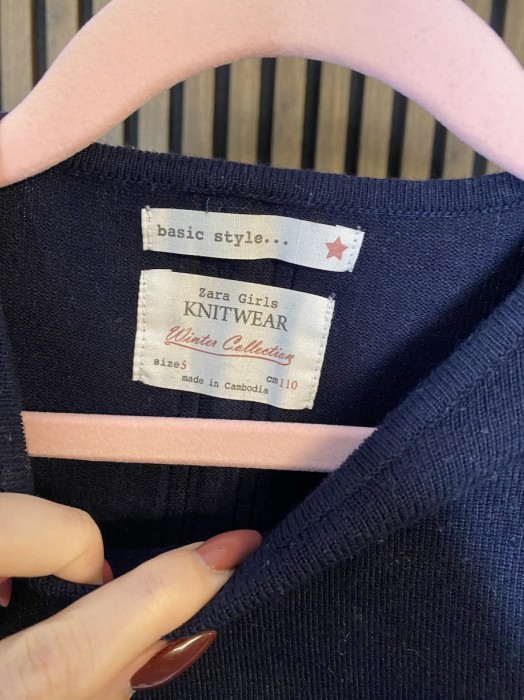 basic style...
Zara Girls
KNITWEAR
Winter Collection
size5 cm110
made in Cambodia